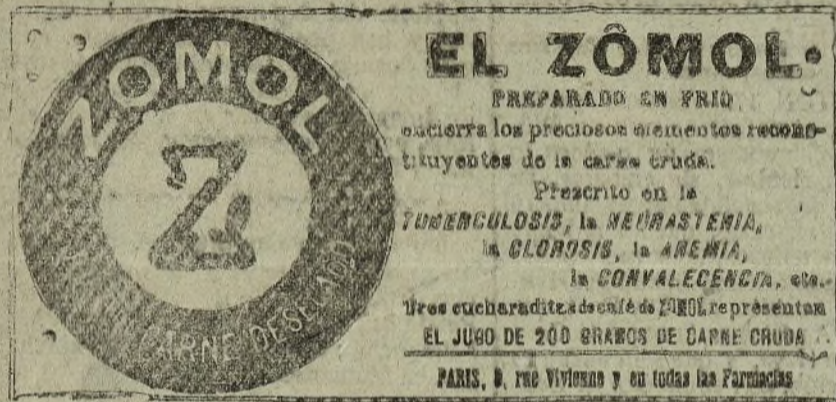 ZOMOL
Z
CARNE DESECADO
EL ZÔMOL
PREPARADO EN FRIO
encierra los preciosos elementos recons-
tituyentes de la carne cruda.
Prescrito en la
TUBERCULOSIS, la NEURASTENIA,
la CLOROSIS, la ANEMIA,
la CONVALECENCIA, etc.
Tres cucharaditas de café de ZOMOL representan
EL JUGO DE 200 GRAMOS DE CARNE CRUDA
PARIS, 8, rue Vivienne y en todas las Farmacias